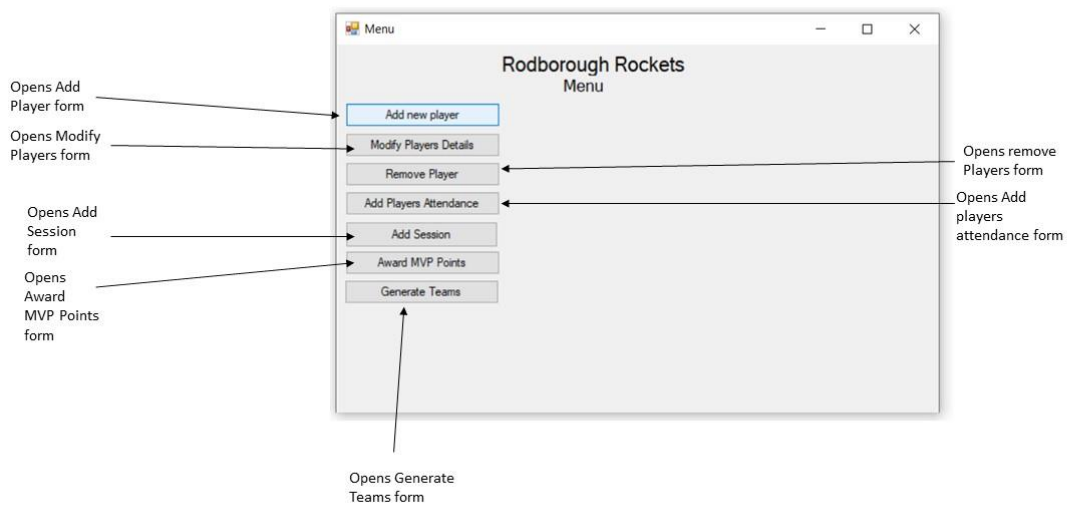 Menu
Rodborough Rockets
Menu
Opens Add
Player form
Add new player
Opens Modify
Players form
Modify Players Details
Opens remove
Players form
Remove Player
Opens Add
players
attendance form
Add Players Attendance
Opens Add
Session
form
Add Session
Opens
Award
MVP Points
form
Award MVP Points
Generate Teams
Opens Generate
Teams form